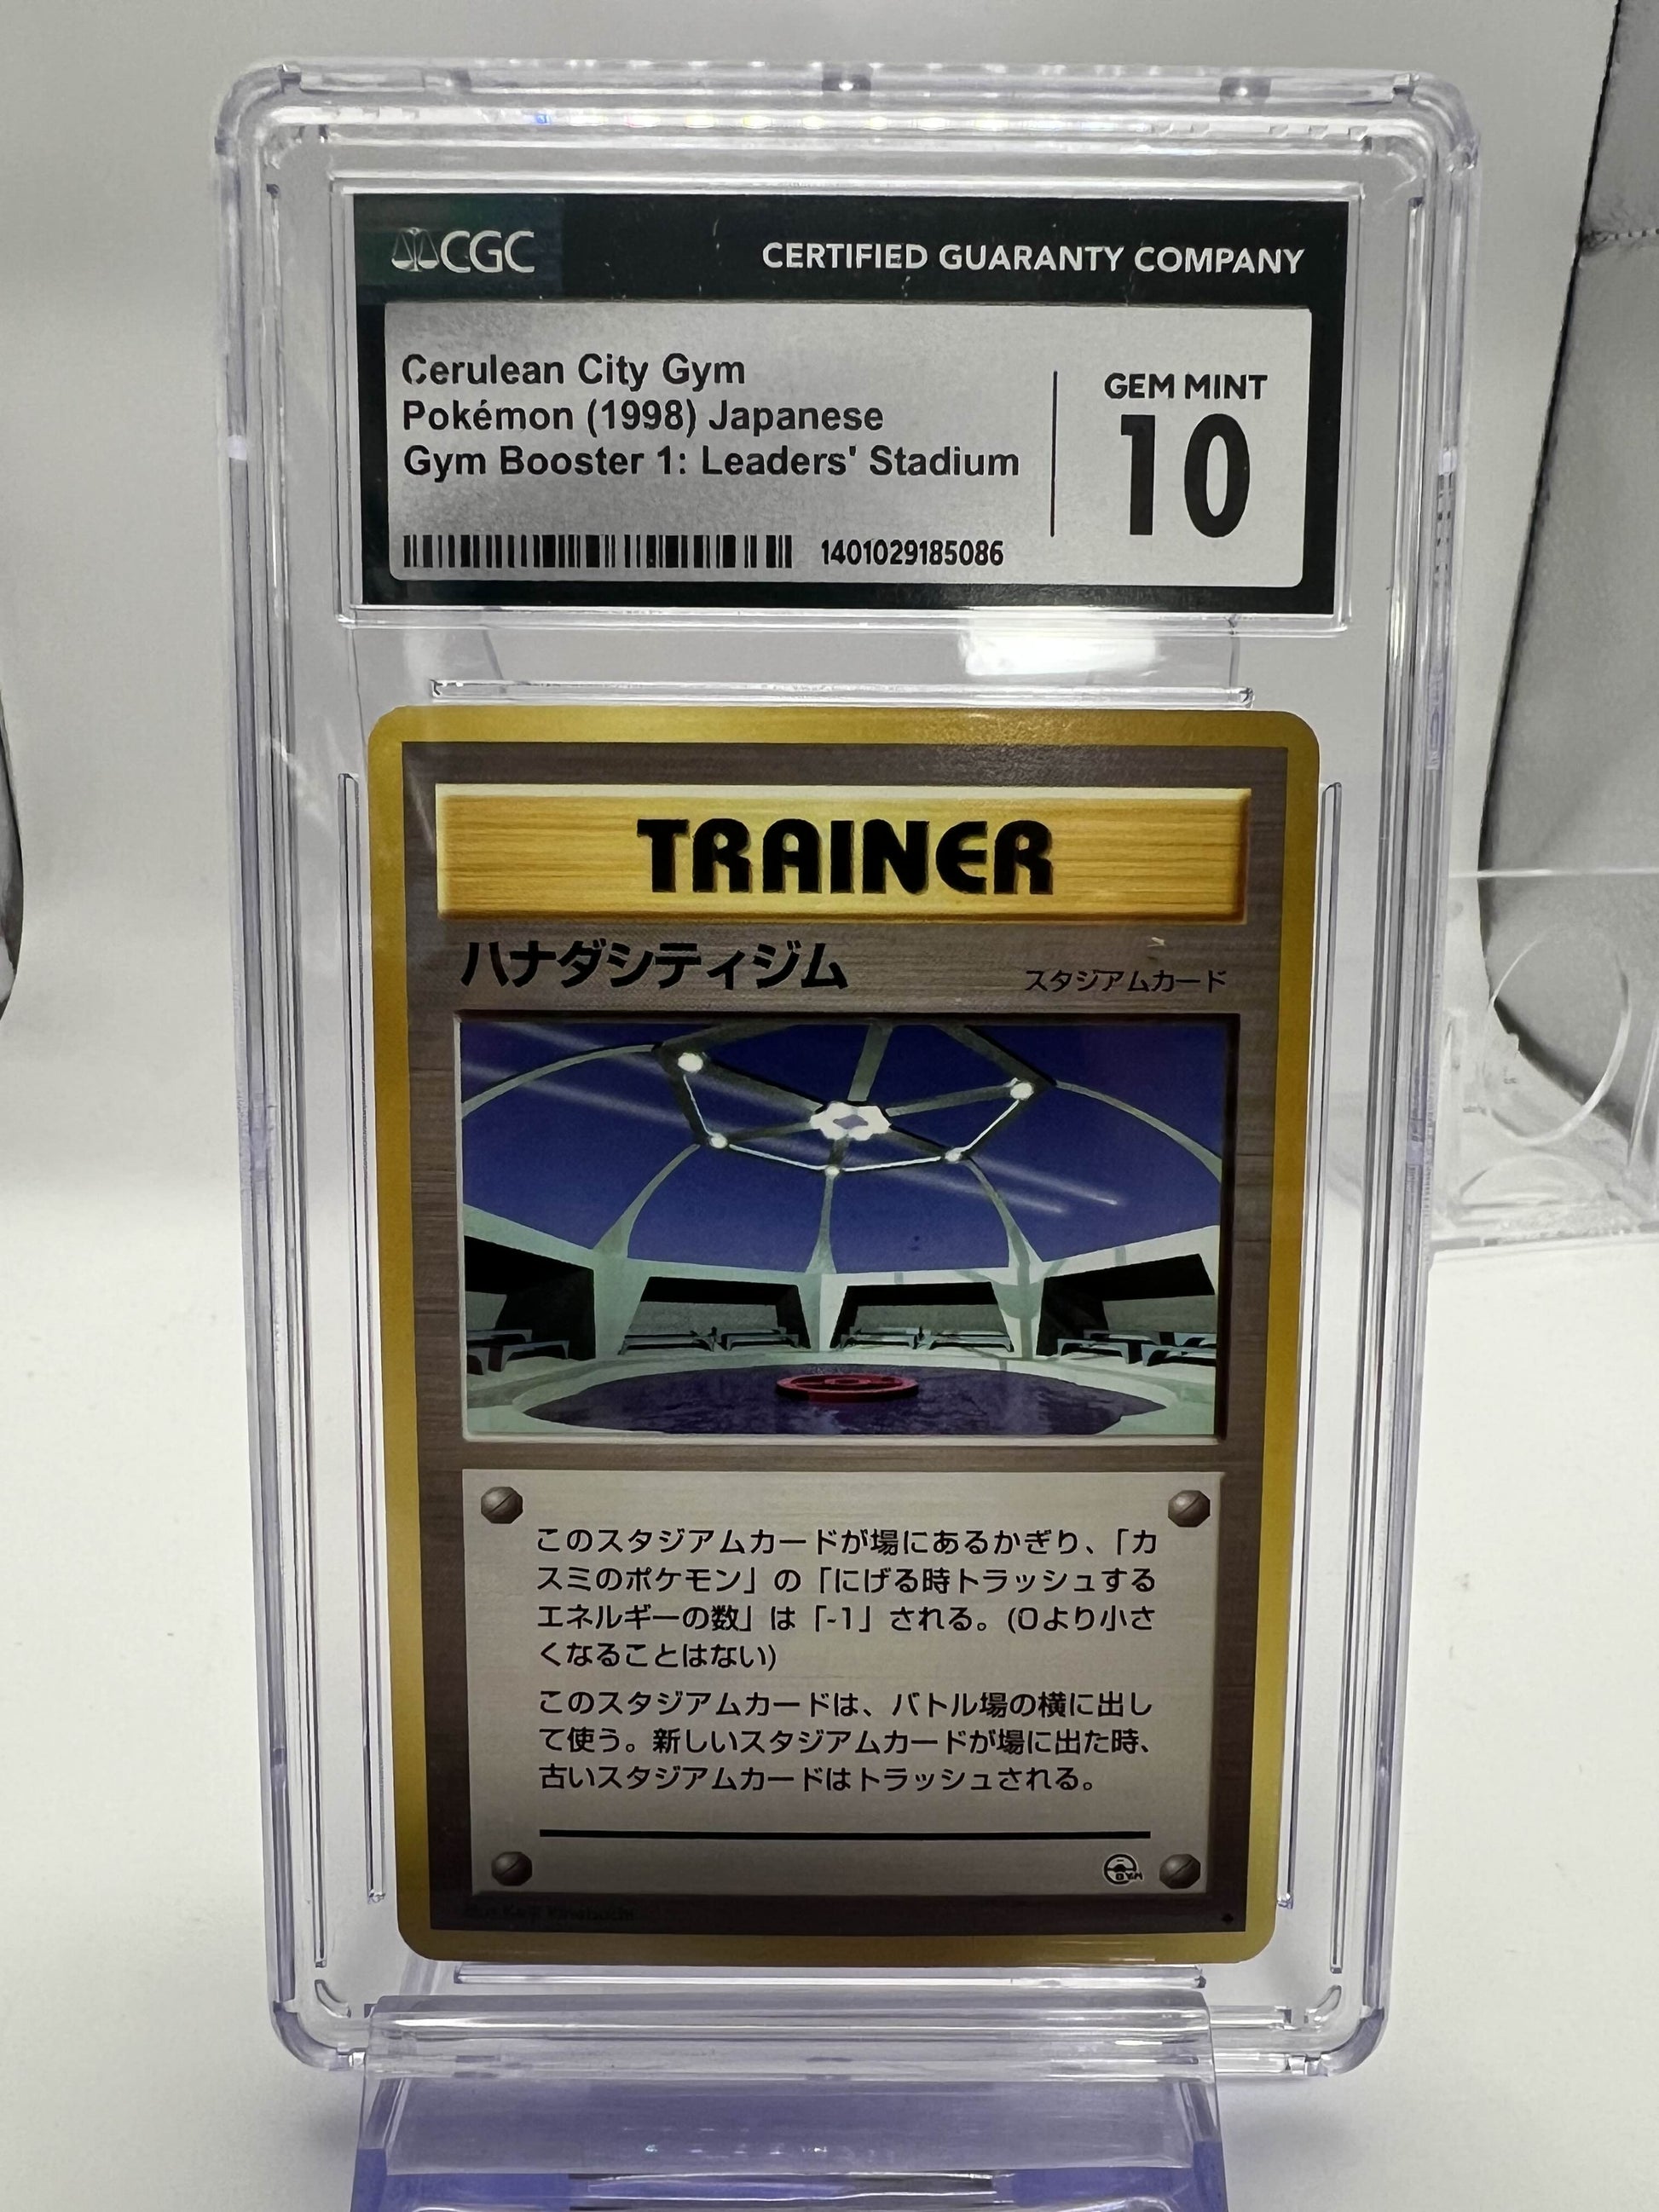 CGC
CERTIFIED GUARANTY COMPANY
Cerulean City Gym
Pokémon (1998) Japanese
Gym Booster 1: Leaders' Stadium
GEM MINT
10
1401029185086
TRAINER
ハナダシティジム
スタジアムカード
このスタジアムカードが場にあるかぎり、「カ
スミのポケモン」の「にげる時トラッシュする
エネルギーの数」は「-1」される。(0より小さ
くなることはない)
このスタジアムカードは、バトル場の横に出し
て使う。新しいスタジアムカードが場に出た時、
古いスタジアムカードはトラッシュされる。
GYM